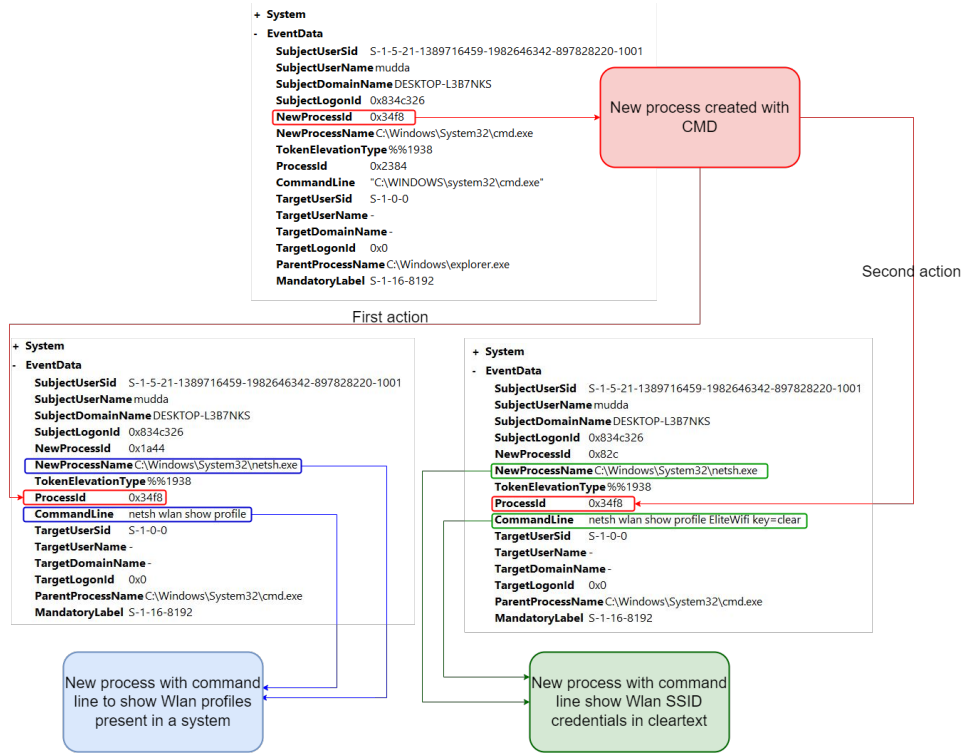 + System
- EventData
SubjectUserSid S-1-5-21-1389716459-1982646342-897828220-1001
SubjectUserName mudda
SubjectDomainName DESKTOP-L3B7NKS
SubjectLogonId 0x834c326
NewProcessId 0x34f8
NewProcessName C:\Windows\System32\cmd.exe
TokenElevationType %%1938
ProcessId 0x2384
CommandLine "C:\WINDOWS\system32\cmd.exe"
TargetUserSid S-1-0-0
TargetUserName -
TargetDomainName -
TargetLogonId 0x0
ParentProcessName C:\Windows\explorer.exe
MandatoryLabel S-1-16-8192
New process created with
CMD
Second action
First action
+ System
- EventData
SubjectUserSid S-1-5-21-1389716459-1982646342-897828220-1001
SubjectUserName mudda
SubjectDomainName DESKTOP-L3B7NKS
SubjectLogonId 0x834c326
NewProcessId 0x1a44
NewProcessName C:\Windows\System32\netsh.exe
TokenElevationType %%1938
ProcessId 0x34f8
CommandLine netsh wlan show profile
TargetUserSid S-1-0-0
TargetUserName -
TargetDomainName -
TargetLogonId 0x0
ParentProcessName C:\Windows\System32\cmd.exe
MandatoryLabel S-1-16-8192
+ System
- EventData
SubjectUserSid S-1-5-21-1389716459-1982646342-897828220-1001
SubjectUserName mudda
SubjectDomainName DESKTOP-L3B7NKS
SubjectLogonId 0x834c326
NewProcessId 0x82c
NewProcessName C:\Windows\System32\netsh.exe
TokenElevationType %%1938
ProcessId 0x34f8
CommandLine netsh wlan show profile EliteWifi key=clear
TargetUserSid S-1-0-0
TargetUserName -
TargetDomainName -
TargetLogonId 0x0
ParentProcessName C:\Windows\System32\cmd.exe
MandatoryLabel S-1-16-8192
New process with command
line to show Wlan profiles
present in a system
New process with command
line show Wlan SSID
credentials in cleartext